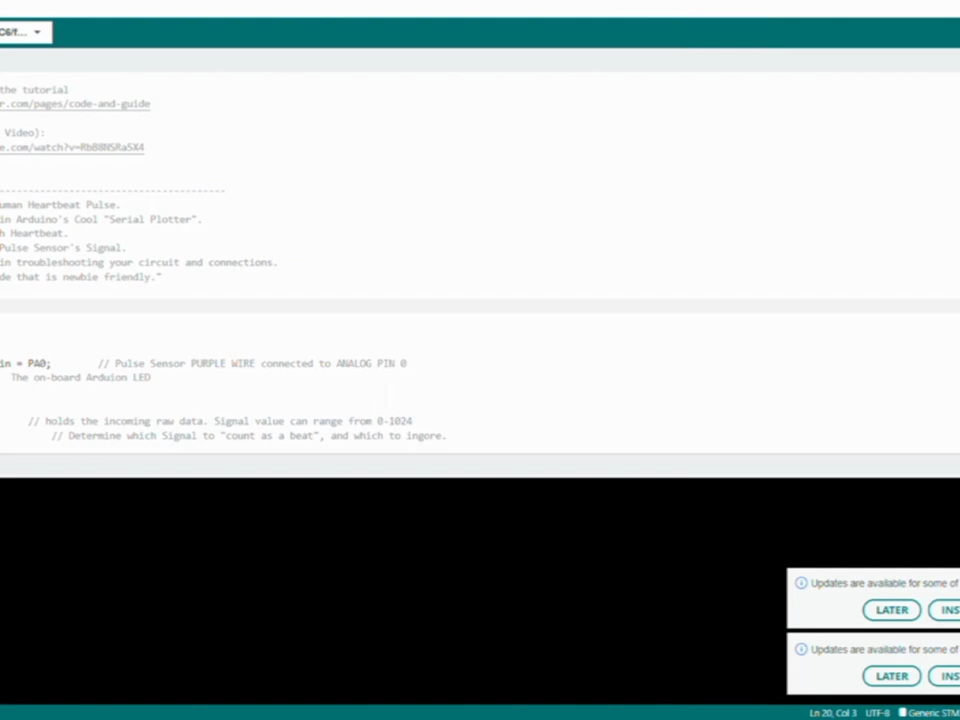 C6/f...
the tutorial
r.com/pages/code-and-guide
Video):
e.com/watch?v=RbB8NSRa5X4
---------------------------------------
uman Heartbeat Pulse.
in Arduino's Cool "Serial Plotter".
h Heartbeat.
Pulse Sensor's Signal.
in troubleshooting your circuit and connections.
de that is newbie friendly."
in = PA0; // Pulse Sensor PURPLE WIRE connected to ANALOG PIN 0
The on-board Arduion LED
// holds the incoming raw data. Signal value can range from 0-1024
// Determine which Signal to "count as a beat", and which to ingore.
Updates are available for some of
LATER INS
Updates are available for some of
LATER INS
Ln 20, Col 3 UTF-8 Generic STM